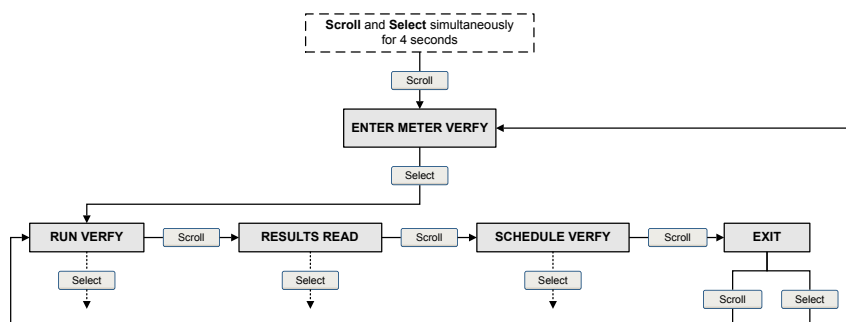 Scroll and Select simultaneously
for 4 seconds
Scroll
ENTER METER VERFY
Select
RUN VERFY
Scroll
RESULTS READ
Scroll
SCHEDULE VERFY
Scroll
EXIT
Select
Select
Select
Scroll
Select